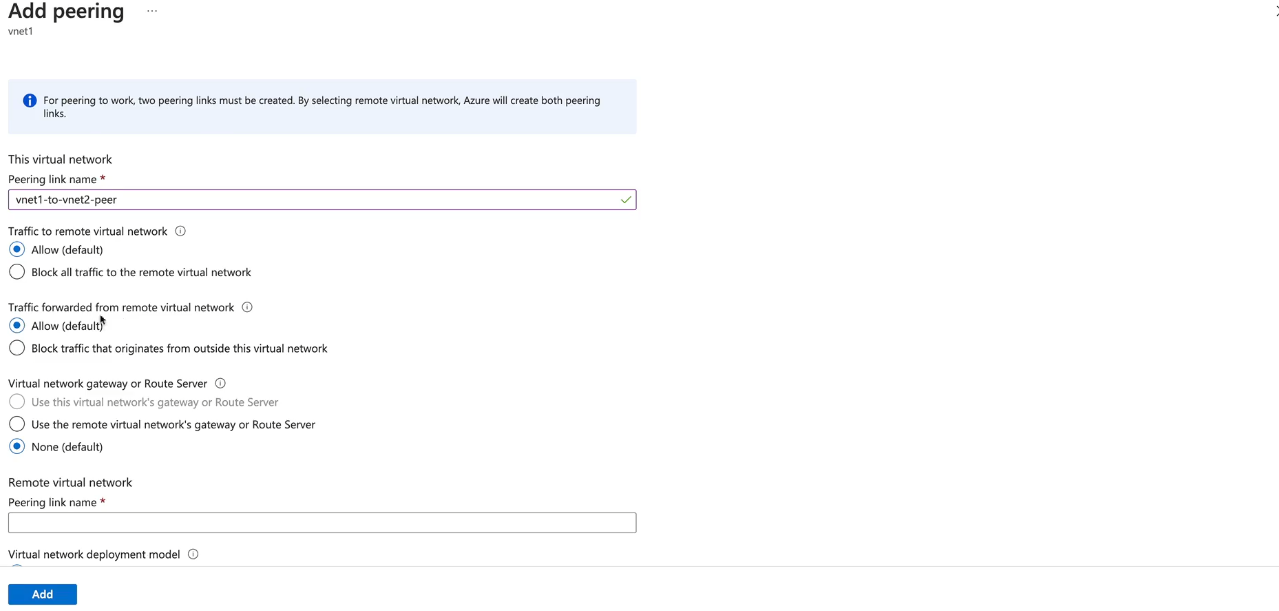 Add peering ...
vnet1
For peering to work, two peering links must be created. By selecting remote virtual network, Azure will create both peering
links.
This virtual network
Peering link name *
vnet1-to-vnet2-peer
Traffic to remote virtual network
Allow (default)
Block all traffic to the remote virtual network
Traffic forwarded from remote virtual network
Allow (default)
Block traffic that originates from outside this virtual network
Virtual network gateway or Route Server
Use this virtual network's gateway or Route Server
Use the remote virtual network's gateway or Route Server
None (default)
Remote virtual network
Peering link name *
Virtual network deployment model
Add